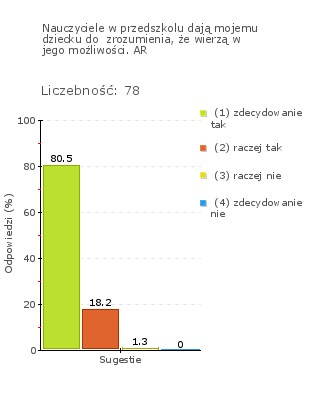 Nauczyciele w przedszkolu dają mojemu
dziecku do zrozumienia, że wierzą w
jego możliwości. AR
Liczebność: 78
100
80
60
40
20
0
Odpowiedzi (%)
80.5
18.2
1.3
0
Sugestie
(1) zdecydowanie
tak
(2) raczej tak
(3) raczej nie
(4) zdecydowanie
nie